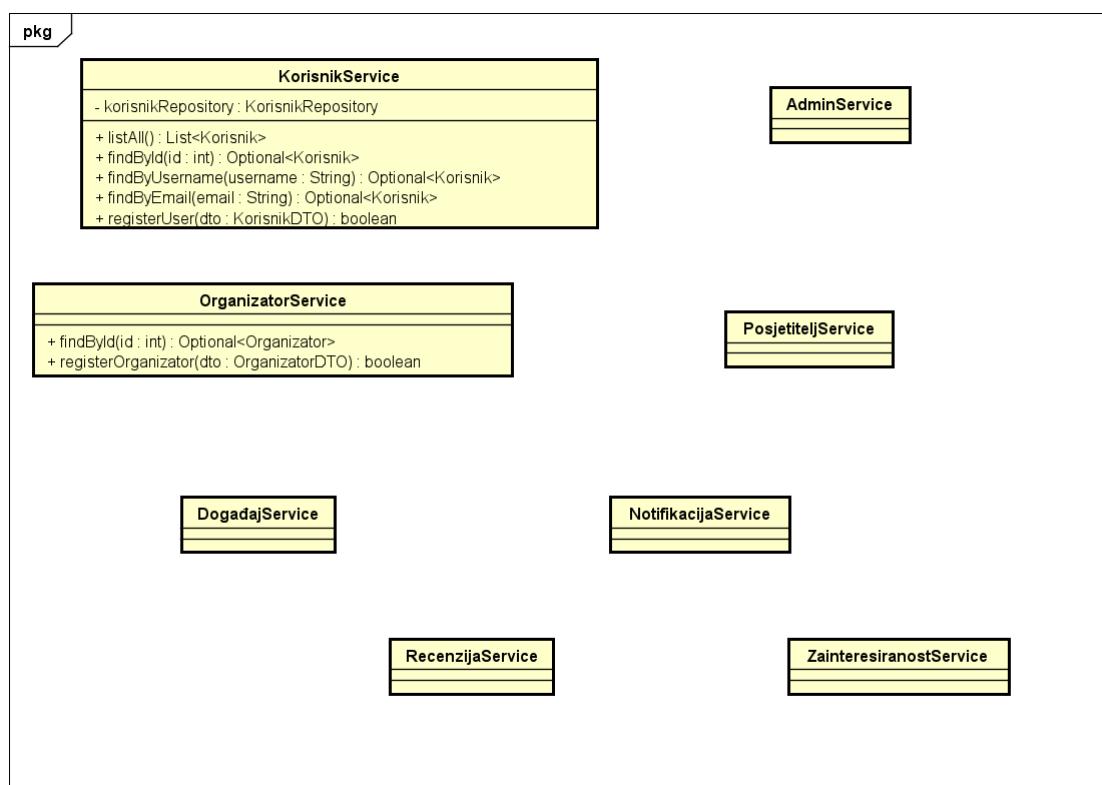 pkg
KorisnikService
- korisnikRepository : KorisnikRepository
+ listAll() : List<Korisnik>
+ findById(id : int) : Optional<Korisnik>
+ findByUsername(username : String) : Optional<Korisnik>
+ findByEmail(email : String) : Optional<Korisnik>
+ registerUser(dto : KorisnikDTO) : boolean
AdminService
OrganizatorService
+ findById(id : int) : Optional<Organizator>
+ registerOrganizator(dto : OrganizatorDTO) : boolean
PosjetiteljService
DogadajService
NotifikacijaService
RecenzijaService
ZainteresiranostService